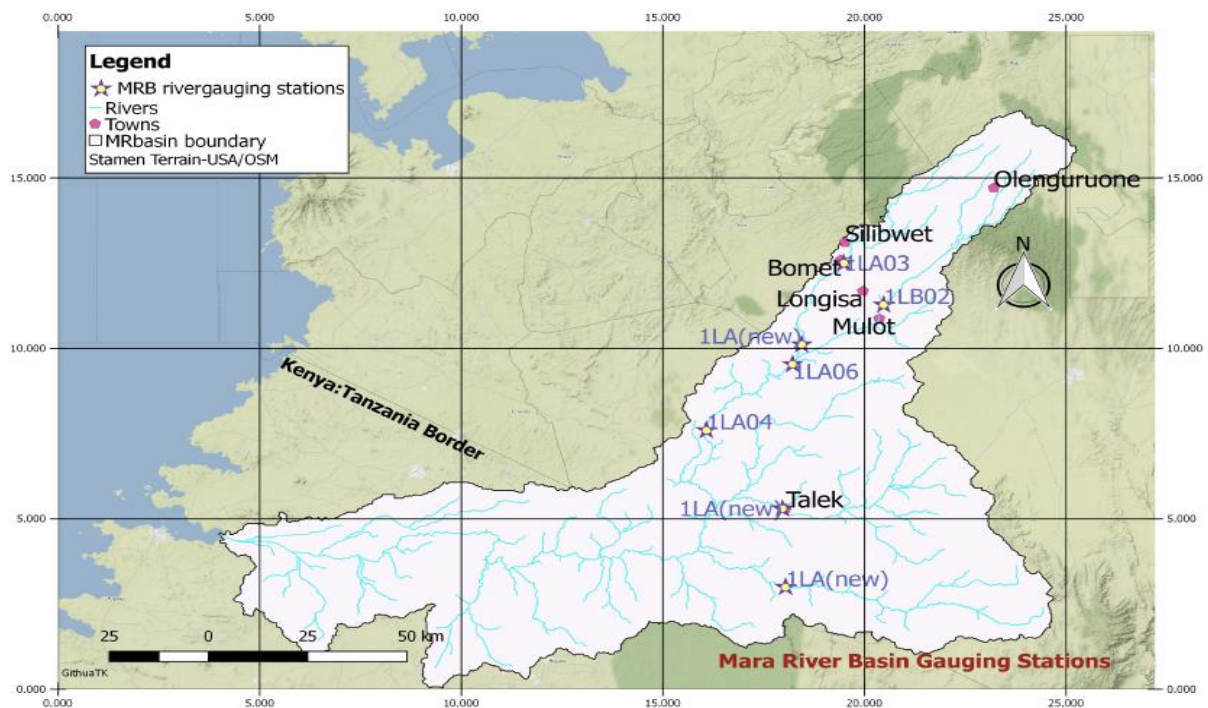 0.000 5.000 10.000 15.000 20.000 25.000
Legend
MRB rivergauging stations
Rivers
Towns
MRbasin boundary
Stamen Terrain-USA/OSM
15.000 15.000
Olenguruone
Silibwet
N
Bomet 1LA03
Longisa 1LB02
Mulot
1LA(new)
10.000 10.000
1LA06
Kenya:Tanzania Border
1LA04
Talek
1LA(new)
5.000 5.000
1LA(new)
25 0 25 50 km
Mara River Basin Gauging Stations
GithuaTK
0.000 0.000
0.000 5.000 10.000 15.000 20.000 25.000